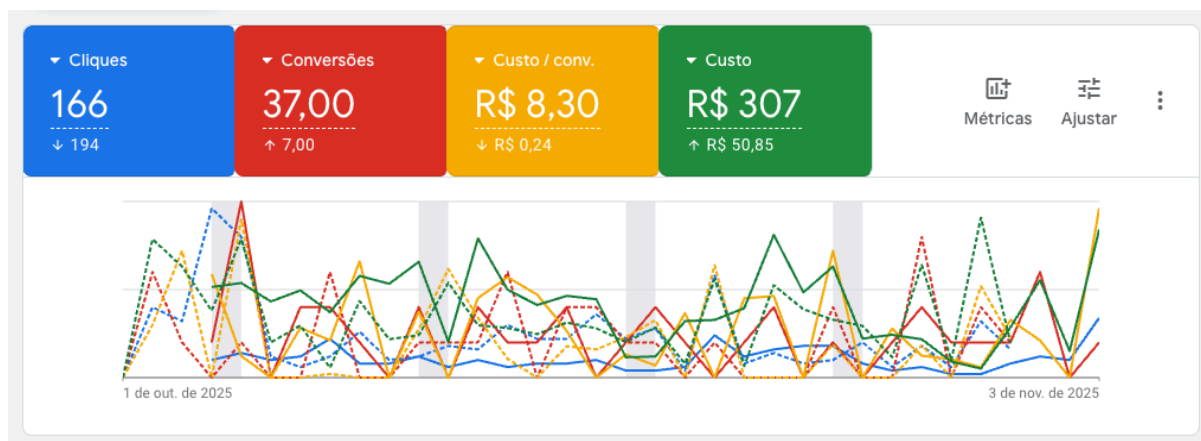 Cliques
166
↓ 194
Conversões
37,00
↑ 7,00
Custo / conv.
R$ 8,30
↓ R$ 0,24
Custo
R$ 307
↑ R$ 50,85
Métricas
Ajustar
1 de out. de 2025
3 de nov. de 2025